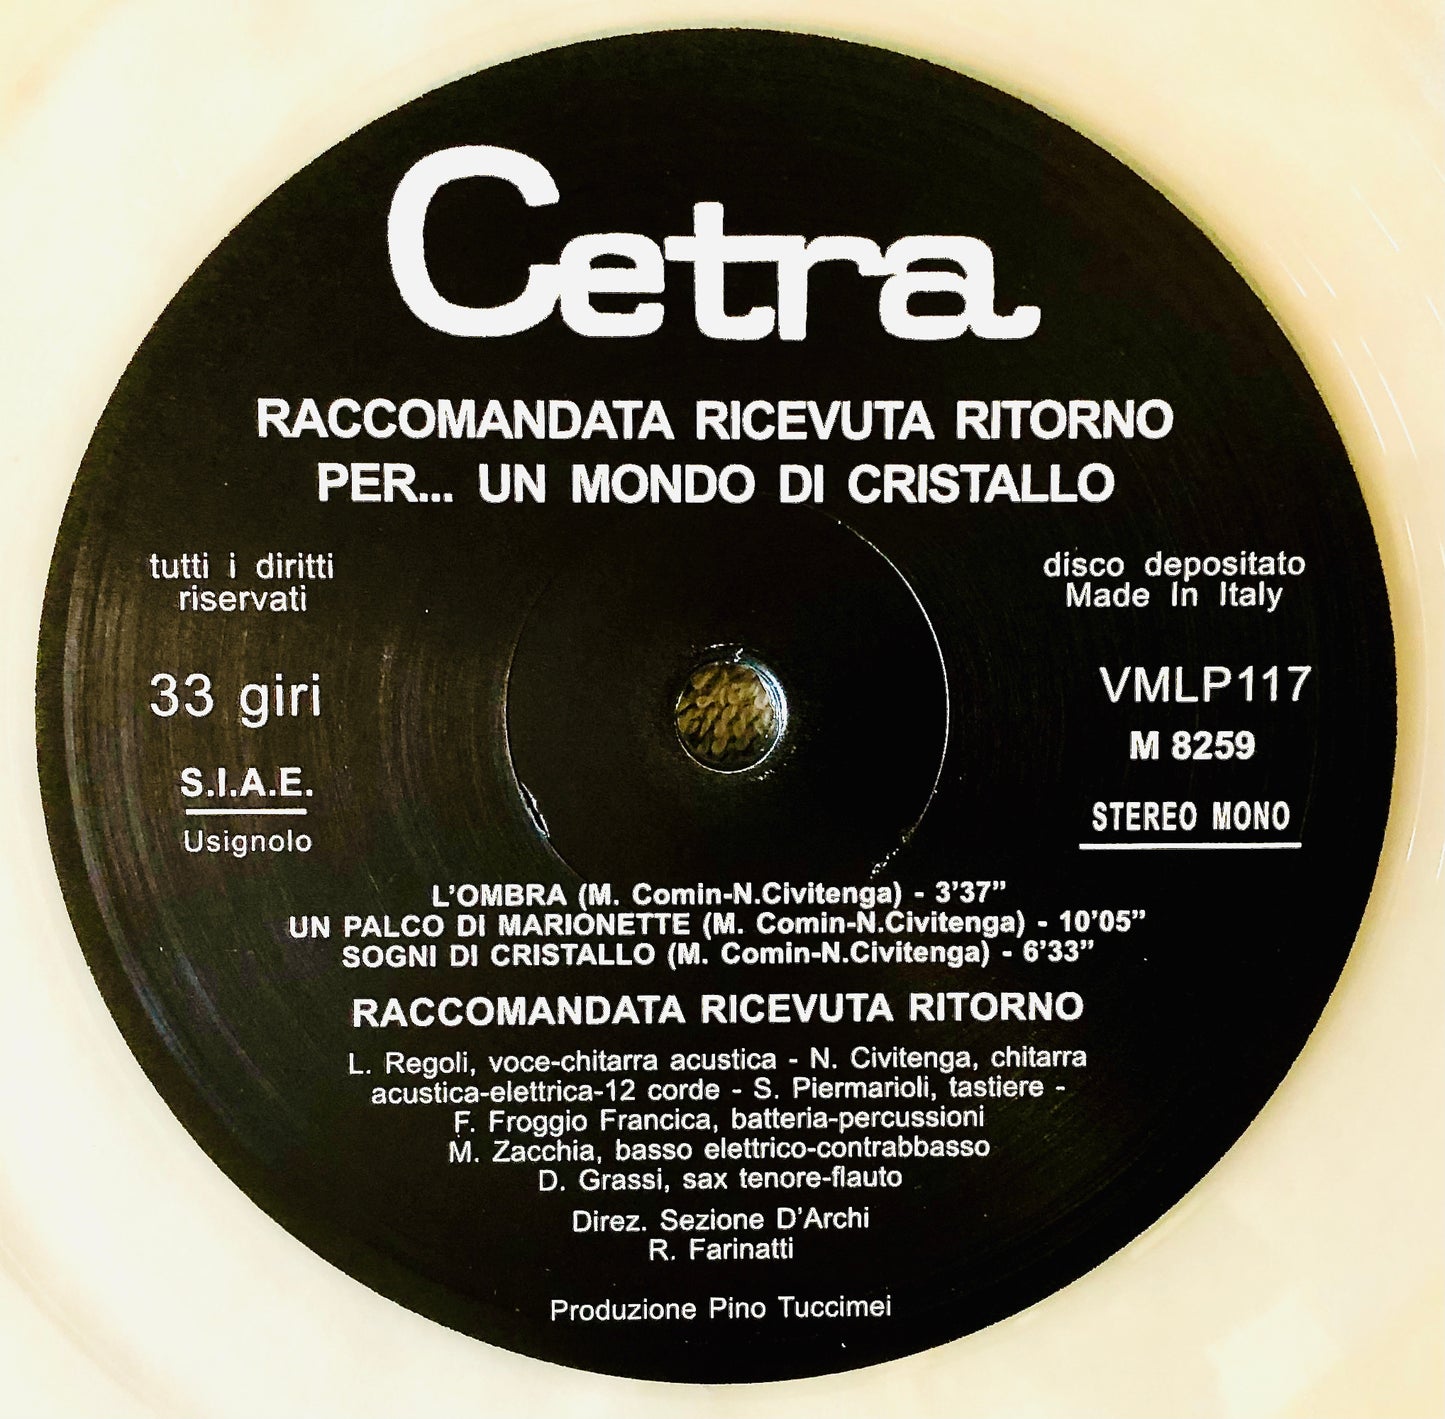 Cetra
RACCOMANDATA RICEVUTA RITORNO
PER... UN MONDO DI CRISTALLO
tutti i diritti
riservati
disco depositato
Made In Italy
33 giri
VMLP117
M 8259
S.I.A.E.
Usignolo
STEREO MONO
L'OMBRA (M. Comin-N.Civitenga) - 3'37”
UN PALCO DI MARIONETTE (M. Comin-N.Civitenga) - 10'05”
SOGNI DI CRISTALLO (M. Comin-N.Civitenga) - 6'33”
RACCOMANDATA RICEVUTA RITORNO
L. Regoli, voce-chitarra acustica - N. Civitenga, chitarra
acustica-elettrica-12 corde - S. Piermarioli, tastiere -
F. Froggio Francica, batteria-percussioni
M. Zacchia, basso elettrico-contrabbasso
D. Grassi, sax tenore-flauto
Direz. Sezione D'Archi
R. Farinatti
Produzione Pino Tuccimei